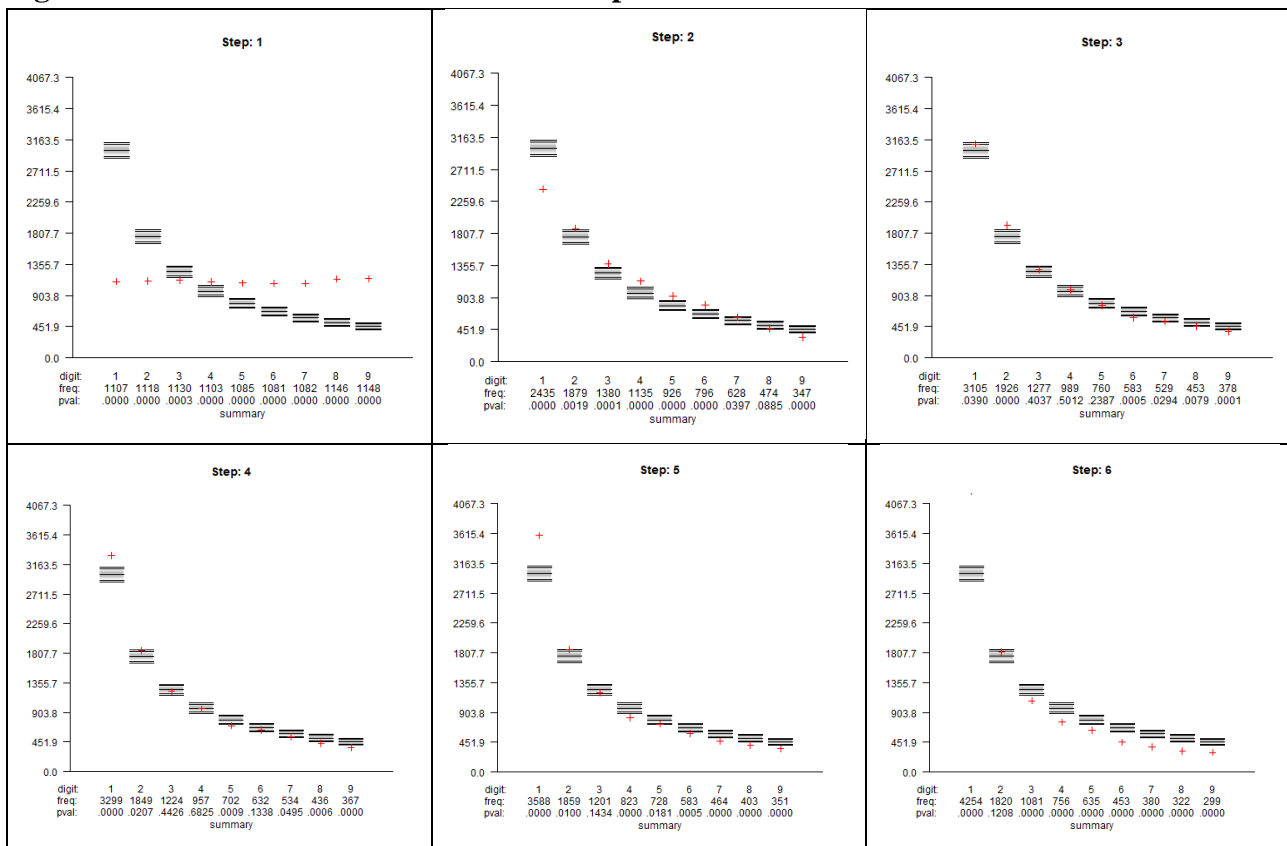 Step: 1
4067.3
3615.4
3163.5
2711.5
2259.6
1807.7
1355.7
903.8
451.9
0.0
digit: 1 2 3 4 5 6 7 8 9
freq: 1107 1118 1130 1103 1085 1081 1082 1146 1148
pval: .0000 .0000 .0003 .0000 .0000 .0000 .0000 .0000 .0000
summary
Step: 2
4067.3
3615.4
3163.5
2711.5
2259.6
1807.7
1355.7
903.8
451.9
0.0
digit: 1 2 3 4 5 6 7 8 9
freq: 2435 1879 1380 1135 926 796 628 474 347
pval: .0000 .0019 .0001 .0000 .0000 .0000 .0397 .0885 .0000
summary
Step: 3
4067.3
3615.4
3163.5
2711.5
2259.6
1807.7
1355.7
903.8
451.9
0.0
digit: 1 2 3 4 5 6 7 8 9
freq: 3105 1926 1277 989 760 583 529 453 378
pval: .0390 .0000 .4037 .5012 .2387 .0005 .0294 .0079 .0001
summary
Step: 4
4067.3
3615.4
3163.5
2711.5
2259.6
1807.7
1355.7
903.8
451.9
0.0
digit: 1 2 3 4 5 6 7 8 9
freq: 3299 1849 1224 957 702 632 534 436 367
pval: .0000 .0207 .4426 .6825 .0009 .1338 .0495 .0006 .0000
summary
Step: 5
4067.3
3615.4
3163.5
2711.5
2259.6
1807.7
1355.7
903.8
451.9
0.0
digit: 1 2 3 4 5 6 7 8 9
freq: 3588 1859 1201 823 728 583 464 403 351
pval: .0000 .0100 .1434 .0000 .0181 .0005 .0000 .0000 .0000
summary
Step: 6
4067.3
3615.4
3163.5
2711.5
2259.6
1807.7
1355.7
903.8
451.9
0.0
digit: 1 2 3 4 5 6 7 8 9
freq: 4254 1820 1081 756 635 453 380 322 299
pval: .0000 .1208 .0000 .0000 .0000 .0000 .0000 .0000 .0000
summary